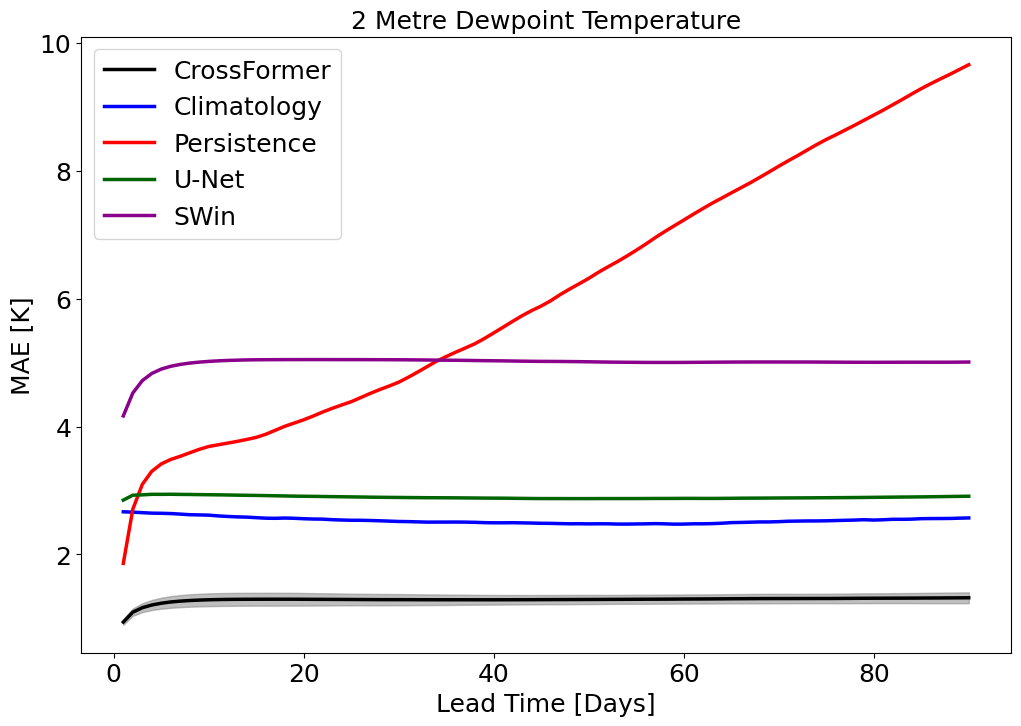 2 Metre Dewpoint Temperature
CrossFormer
Climatology
Persistence
U-Net
SWin
MAE [K]
10
8
6
4
2
0
20
40
60
80
Lead Time [Days]